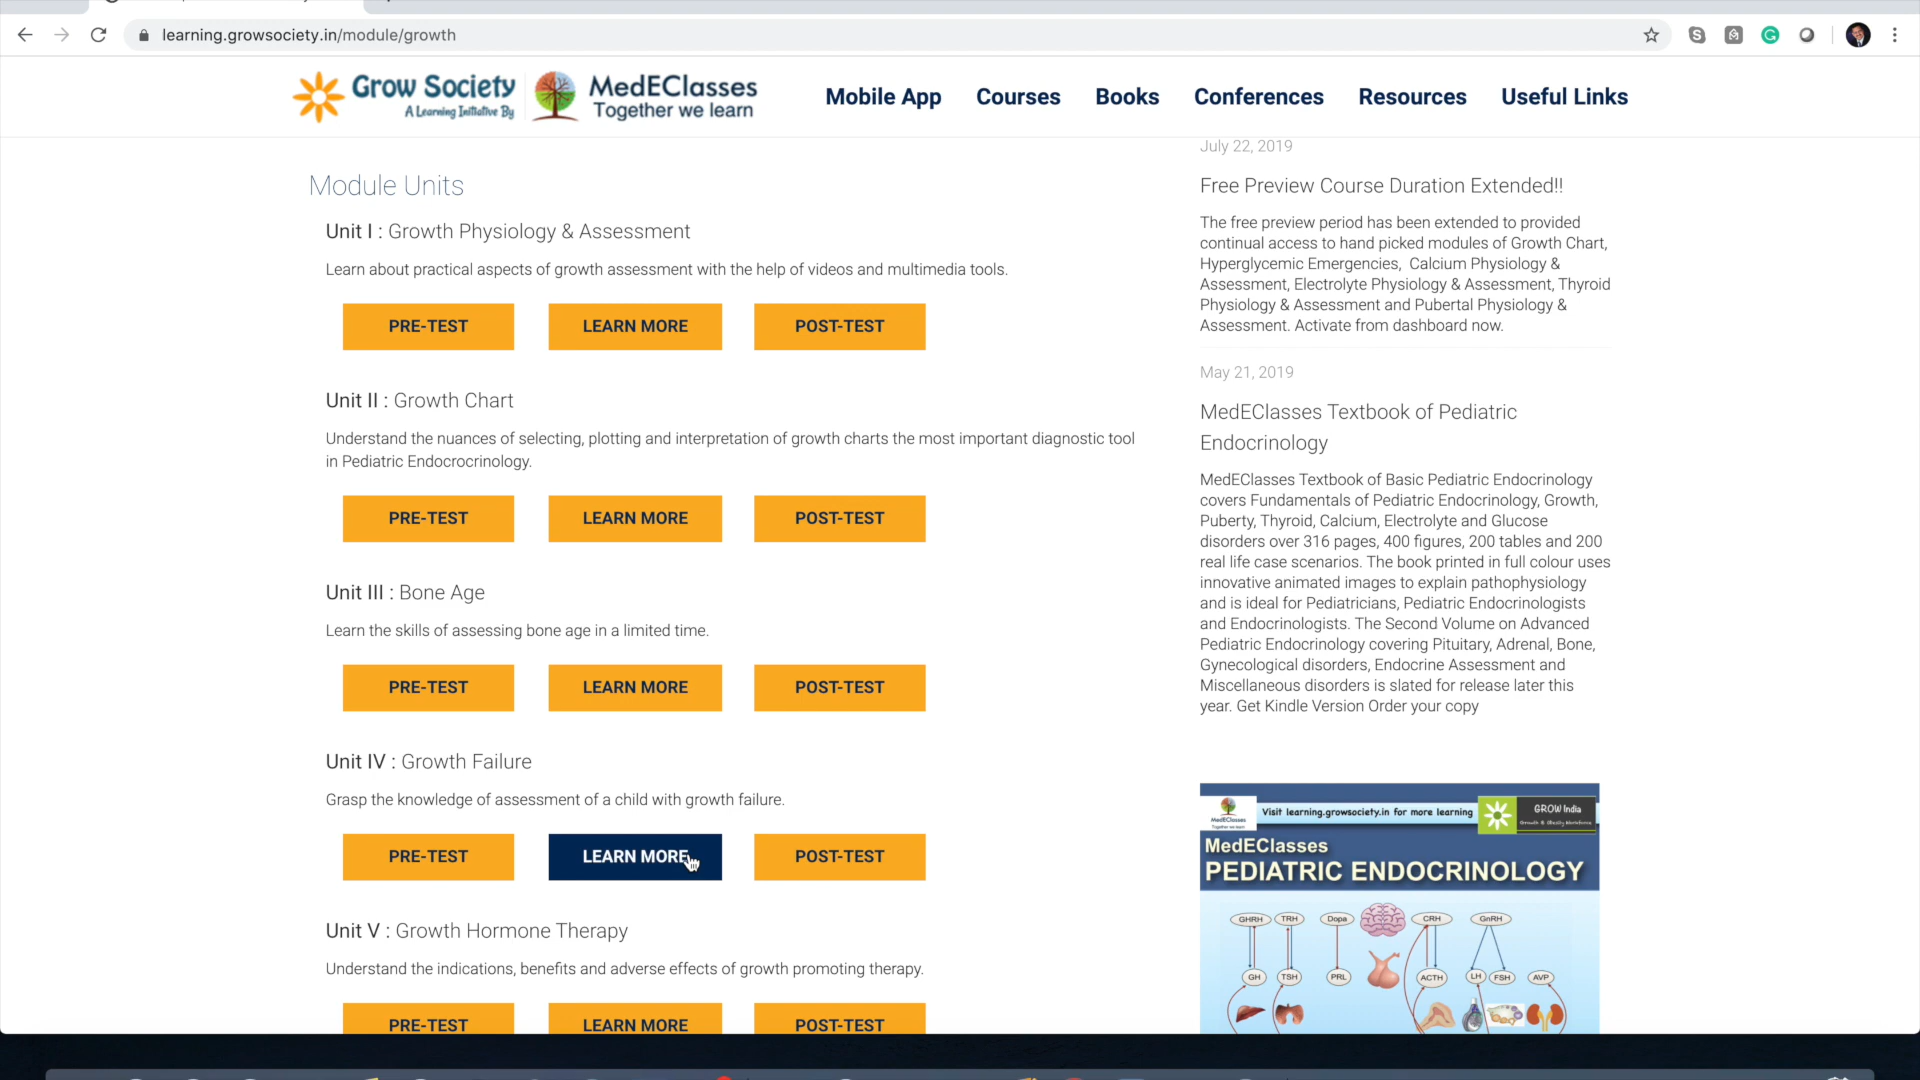 learning.growsociety.in/module/growth
Grow Society
A Learning Initiative By
MedEClasses
Together we learn
Mobile App
Courses
Books
Conferences
Resources
Useful Links
Module Units
Unit I : Growth Physiology & Assessment
Learn about practical aspects of growth assessment with the help of videos and multimedia tools.
PRE-TEST
LEARN MORE
POST-TEST
Unit II : Growth Chart
Understand the nuances of selecting, plotting and interpretation of growth charts the most important diagnostic tool
in Pediatric Endocrocrinology.
PRE-TEST
LEARN MORE
POST-TEST
Unit III : Bone Age
Learn the skills of assessing bone age in a limited time.
PRE-TEST
LEARN MORE
POST-TEST
Unit IV : Growth Failure
Grasp the knowledge of assessment of a child with growth failure.
PRE-TEST
LEARN MORE
POST-TEST
Unit V : Growth Hormone Therapy
Understand the indications, benefits and adverse effects of growth promoting therapy.
PRE-TEST
LEARN MORE
POST-TEST
July 22, 2019
Free Preview Course Duration Extended!!
The free preview period has been extended to provided
continual access to hand picked modules of Growth Chart,
Hyperglycemic Emergencies, Calcium Physiology &
Assessment, Electrolyte Physiology & Assessment, Thyroid
Physiology & Assessment and Pubertal Physiology &
Assessment. Activate from dashboard now.
May 21, 2019
MedEClasses Textbook of Pediatric
Endocrinology
MedEClasses Textbook of Basic Pediatric Endocrinology
covers Fundamentals of Pediatric Endocrinology, Growth,
Puberty, Thyroid, Calcium, Electrolyte and Glucose
disorders over 316 pages, 400 figures, 200 tables and 200
real life case scenarios. The book printed in full colour uses
innovative animated images to explain pathophysiology
and is ideal for Pediatricians, Pediatric Endocrinologists
and Endocrinologists. The Second Volume on Advanced
Pediatric Endocrinology covering Pituitary, Adrenal, Bone,
Gynecological disorders, Endocrine Assessment and
Miscellaneous disorders is slated for release later this
year. Get Kindle Version Order your copy
MedEClasses
Together we learn
Visit learning.growsociety.in for more learning
GROW India
Growth & Obesity Workforce
MedEClasses
PEDIATRIC ENDOCRINOLOGY
GHRH
TRH
Dopa
CRH
GnRH
GH
TSH
PRL
ACTH
LH
FSH
AVP